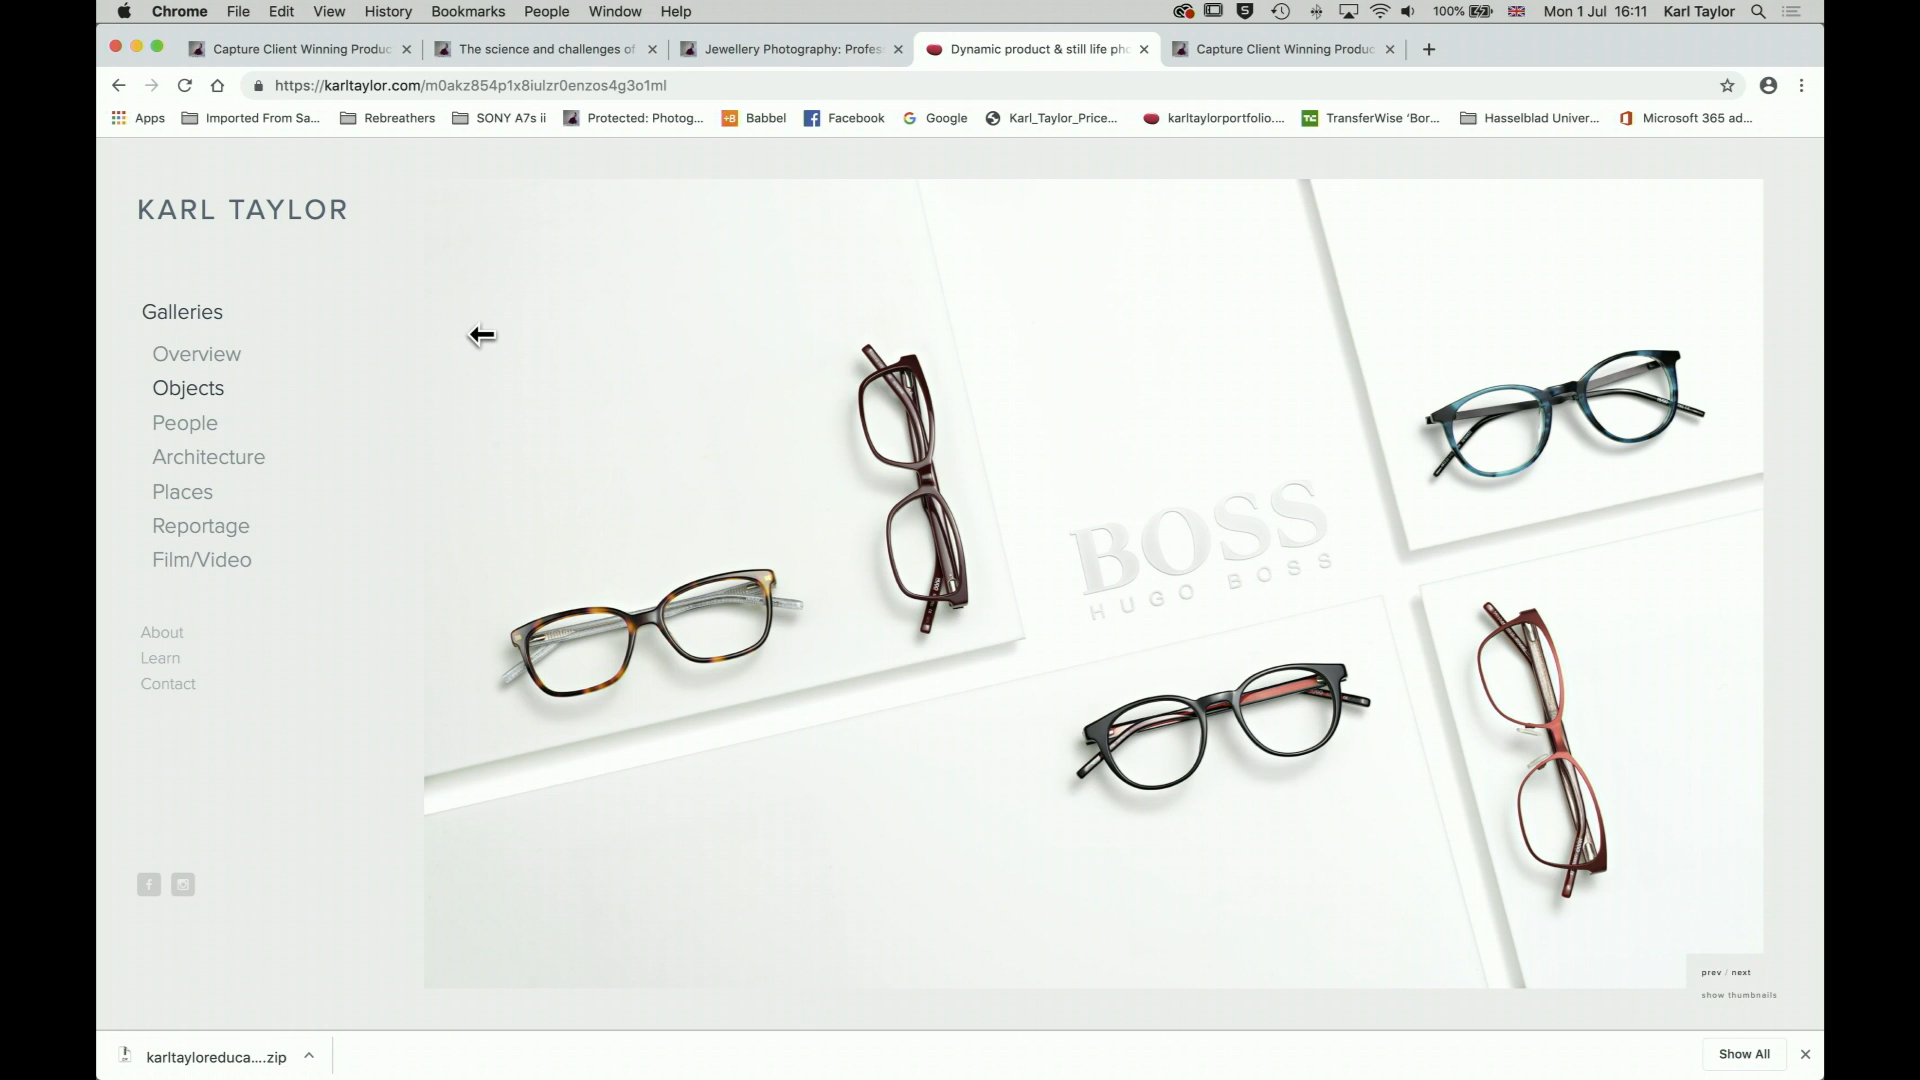 Chrome File Edit View History Bookmarks People Window Help 100% Mon 1 Jul 16:11 Karl Taylor
Capture Client Winning Produc The science and challenges of Jewellery Photography: Profes Dynamic product & still life pho Capture Client Winning Produc
https://karltaylor.com/m0akz854p1x8iulzr0enzos4g3o1ml
Apps Imported From Sa... Rebreathers SONY A7s ii Protected: Photog... Babbel Facebook Google Karl_Taylor_Price... karltaylorportfolio.... TransferWise ‘Bor... Hasselblad Univer... Microsoft 365 ad...
KARL TAYLOR
Galleries
Overview
Objects
People
Architecture
Places
Reportage
Film/Video
About
Learn
Contact
BOSS
HUGO BOSS
prev / next
show thumbnails
karltayloreduca....zip
Show All